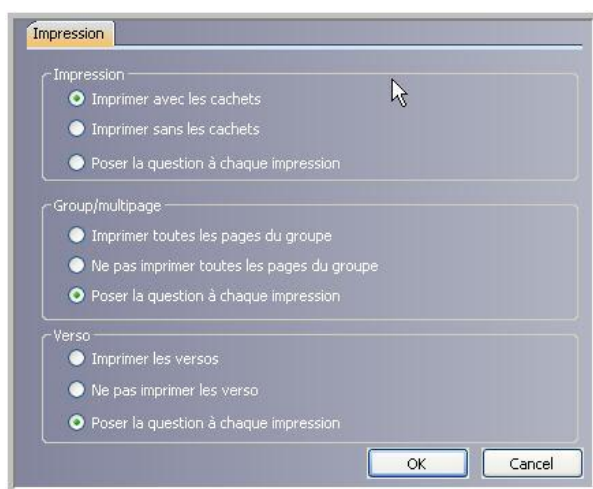 Impression
Impression
Imprimer avec les cachets
Imprimer sans les cachets
Poser la question à chaque impression
Group/multipage
Imprimer toutes les pages du groupe
Ne pas imprimer toutes les pages du groupe
Poser la question à chaque impression
Verso
Imprimer les versos
Ne pas imprimer les verso
Poser la question à chaque impression
OK Cancel